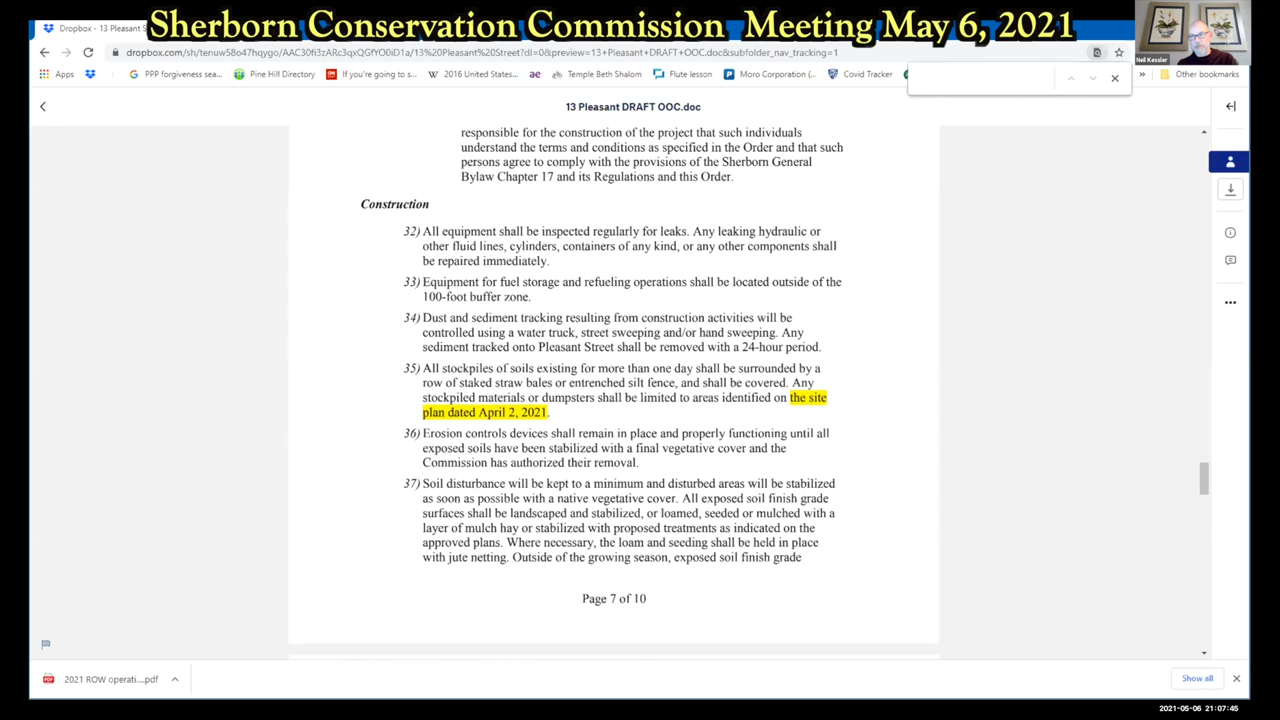 Sherborn Conservation Commission Meeting May 6, 2021
Dropbox - 13 Pleasant S
dropbox.com/sh/tenuw58o47hqygo/AAC30fi3zARc3qxQGfYO0iD1a/13%20Pleasant%20Street?dl=0&preview=13+Pleasant+DRAFT+OOC.doc&subfolder_nav_tracking=1
Neil Kessler
Apps
PPP forgiveness sea...
Pine Hill Directory
If you're going to s...
2016 United States...
ae
Temple Beth Shalom
Flute lesson
Moro Corporation (...
Covid Tracker
»
Other bookmarks
13 Pleasant DRAFT OOC.doc
responsible for the construction of the project that such individuals
understand the terms and conditions as specified in the Order and that such
persons agree to comply with the provisions of the Sherborn General
Bylaw Chapter 17 and its Regulations and this Order.
Construction
32) All equipment shall be inspected regularly for leaks. Any leaking hydraulic or
other fluid lines, cylinders, containers of any kind, or any other components shall
be repaired immediately.
33) Equipment for fuel storage and refueling operations shall be located outside of the
100-foot buffer zone.
34) Dust and sediment tracking resulting from construction activities will be
controlled using a water truck, street sweeping and/or hand sweeping. Any
sediment tracked onto Pleasant Street shall be removed with a 24-hour period.
35) All stockpiles of soils existing for more than one day shall be surrounded by a
row of staked straw bales or entrenched silt fence, and shall be covered. Any
stockpiled materials or dumpsters shall be limited to areas identified on the site
plan dated April 2, 2021.
36) Erosion controls devices shall remain in place and properly functioning until all
exposed soils have been stabilized with a final vegetative cover and the
Commission has authorized their removal.
37) Soil disturbance will be kept to a minimum and disturbed areas will be stabilized
as soon as possible with a native vegetative cover. All exposed soil finish grade
surfaces shall be landscaped and stabilized, or loamed, seeded or mulched with a
layer of mulch hay or stabilized with proposed treatments as indicated on the
approved plans. Where necessary, the loam and seeding shall be held in place
with jute netting. Outside of the growing season, exposed soil finish grade
Page 7 of 10
2021 ROW operati....pdf
Show all
2021-05-06 21:07:45